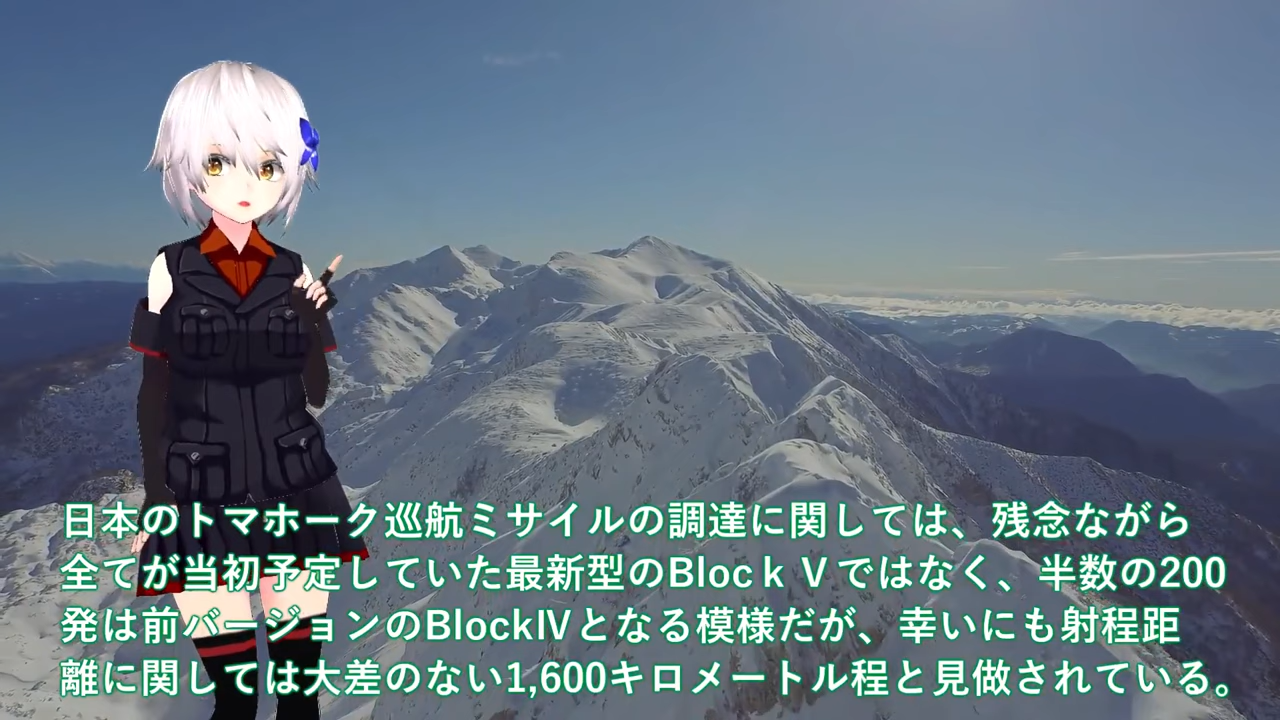 日本のトマホーク巡航ミサイルの調達に関しては、残念ながら
全てが当初予定していた最新型のBlocｋⅤではなく、半数の200
発は前バージョンのBlockⅣとなる模様だが、幸いにも射程距
離に関しては大差のない1,600キロメートル程と見做されている。